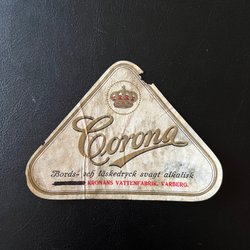 Corona
Bords- och läskedryck svagt alkalisk
KRONANS VATTENFABRIK, VARBERG.